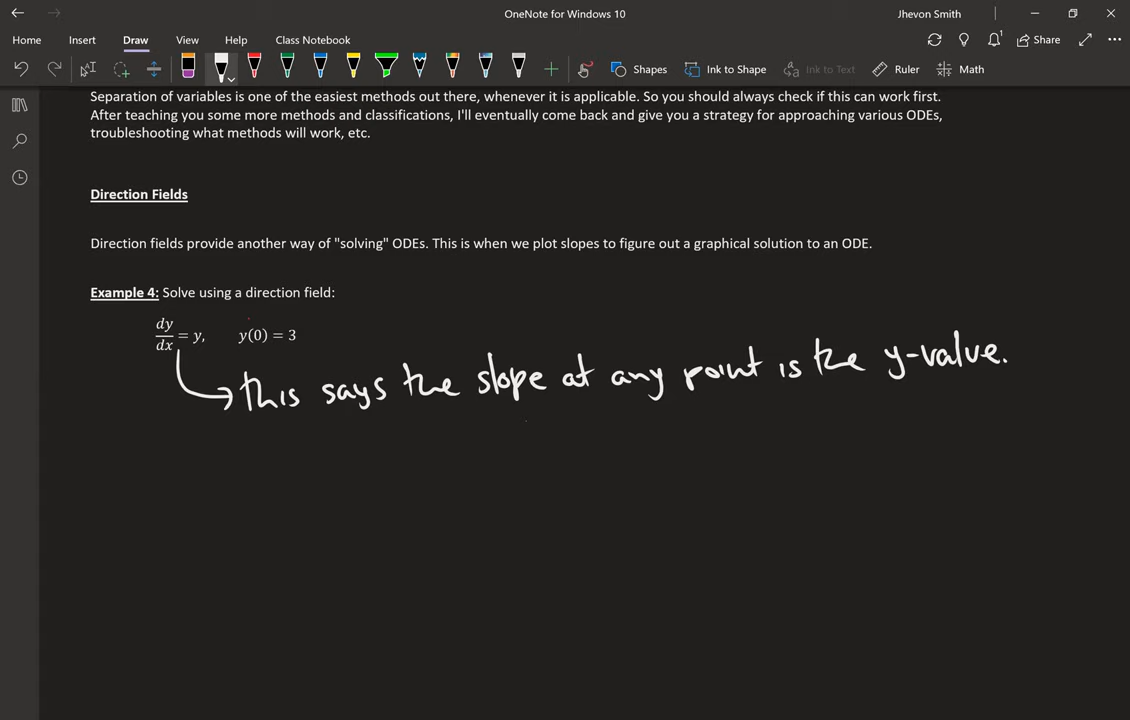 OneNote for Windows 10
Jhevon Smith
Home Insert Draw View Help Class Notebook
Share
Shapes Ink to Shape Ink to Text Ruler Math
Separation of variables is one of the easiest methods out there, whenever it is applicable. So you should always check if this can work first.
After teaching you some more methods and classifications, I'll eventually come back and give you a strategy for approaching various ODEs,
troubleshooting what methods will work, etc.
Direction Fields
Direction fields provide another way of "solving" ODEs. This is when we plot slopes to figure out a graphical solution to an ODE.
Example 4: Solve using a direction field:
dy/dx = y, y(0) = 3
this says the slope at any point is the y-value.